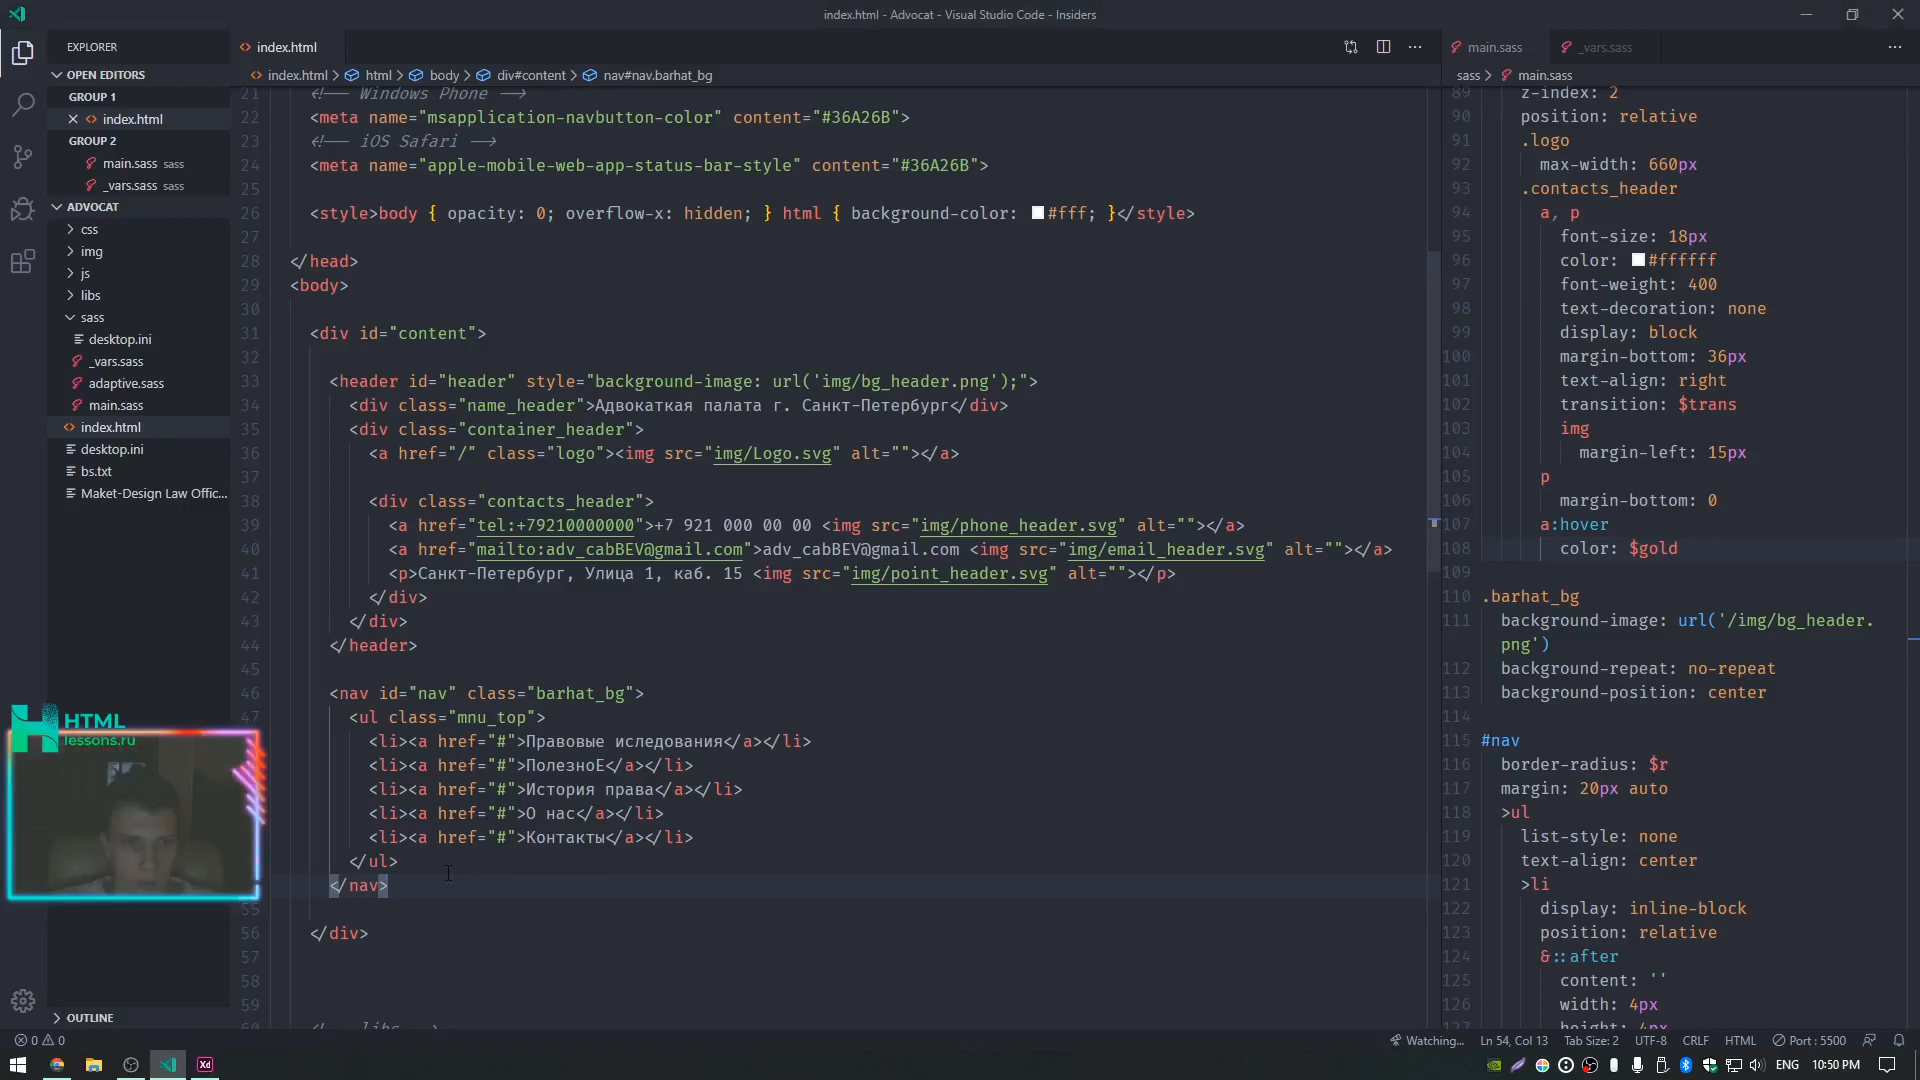 index.html - Advocat - Visual Studio Code - Insiders
EXPLORER
OPEN EDITORS
GROUP 1
index.html
GROUP 2
main.sass sass
_vars.sass sass
ADVOCAT
css
img
js
libs
sass
desktop.ini
_vars.sass
adaptive.sass
main.sass
index.html
desktop.ini
bs.txt
Maket-Design Law Offic...
HTML
lessons.ru
OUTLINE
index.html
index.html > html > body > div#content > nav#nav.barhat_bg
21 <!-- Windows Phone -->
22 <meta name="msapplication-navbutton-color" content="#36A26B">
23 <!-- iOS Safari -->
24 <meta name="apple-mobile-web-app-status-bar-style" content="#36A26B">
25
26 <style>body { opacity: 0; overflow-x: hidden; } html { background-color: #fff; }</style>
27
28 </head>
29 <body>
30
31 <div id="content">
32
33 <header id="header" style="background-image: url('img/bg_header.png');">
34 <div class="name_header">Адвокаткая палата г. Санкт-Петербург</div>
35 <div class="container_header">
36 <a href="/" class="logo"><img src="img/Logo.svg" alt=""></a>
37
38 <div class="contacts_header">
39 <a href="tel:+79210000000">+7 921 000 00 00 <img src="img/phone_header.svg" alt=""></a>
40 <a href="mailto:adv_cabBEV@gmail.com">adv_cabBEV@gmail.com <img src="img/email_header.svg" alt=""></a>
41 <p>Санкт-Петербург, Улица 1, каб. 15 <img src="img/point_header.svg" alt=""></p>
42 </div>
43 </div>
44 </header>
45
46 <nav id="nav" class="barhat_bg">
47 <ul class="mnu_top">
<li><a href="#">Правовые иследования</a></li>
<li><a href="#">ПолезноЕ</a></li>
<li><a href="#">История права</a></li>
<li><a href="#">О нас</a></li>
<li><a href="#">Контакты</a></li>
</ul>
</nav>
55
56 </div>
57
58
59
main.sass
_vars.sass
sass > main.sass
89 z-index: 2
90 position: relative
91 .logo
92 max-width: 660px
93 .contacts_header
94 a, p
95 font-size: 18px
96 color: #ffffff
97 font-weight: 400
98 text-decoration: none
99 display: block
100 margin-bottom: 36px
101 text-align: right
102 transition: $trans
103 img
104 margin-left: 15px
105 p
106 margin-bottom: 0
107 a:hover
108 color: $gold
109
110 .barhat_bg
111 background-image: url('/img/bg_header.
png')
112 background-repeat: no-repeat
113 background-position: center
114
115 #nav
116 border-radius: $r
117 margin: 20px auto
118 >ul
119 list-style: none
120 text-align: center
121 >li
122 display: inline-block
123 position: relative
124 &::after
125 content: ''
126 width: 4px
127 height: 4px
0 0
Watching... Ln 54, Col 13 Tab Size: 2 UTF-8 CRLF HTML Port : 5500
Xd
ENG 10:50 PM